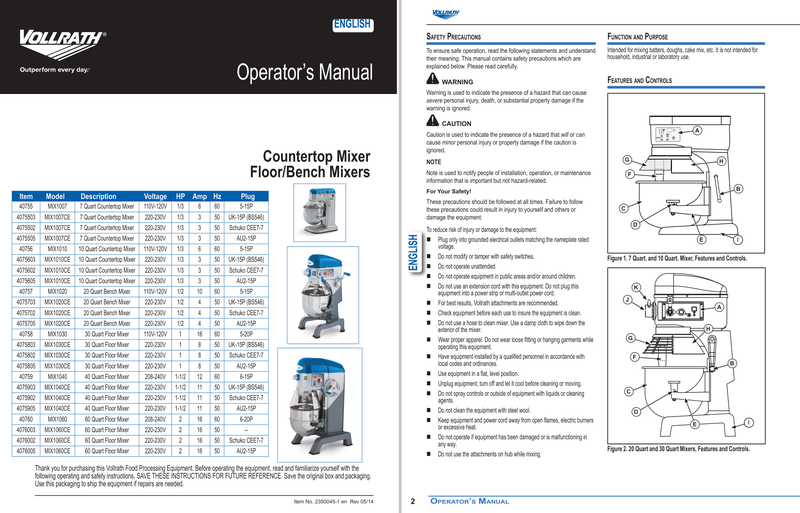 VOLLRATH®
Outperform every day.™
ENGLISH
Operator's Manual
Countertop Mixer
Floor/Bench Mixers
Item Model Description Voltage HP Amp Hz Plug
40755 MIX1007 7 Quart Countertop Mixer 110V-120V 1/3 6 60 5-15P
4075503 MIX1007CE 7 Quart Countertop Mixer 220-230V 1/3 3 50 UK-15P (BS546)
4075502 MIX1007CE 7 Quart Countertop Mixer 220-230V 1/3 3 50 Schuko CEE7-7
4075505 MIX1007CE 7 Quart Countertop Mixer 220-230V 1/3 3 50 AU2-15P
40756 MIX1010 10 Quart Countertop Mixer 110V-120V 1/3 6 60 5-15P
4075603 MIX1010CE 10 Quart Countertop Mixer 220-230V 1/3 3 50 UK-15P (BS546)
4075602 MIX1010CE 10 Quart Countertop Mixer 220-230V 1/3 3 50 Schuko CEE7-7
4075605 MIX1010CE 10 Quart Countertop Mixer 220-230V 1/3 3 50 AU2-15P
40757 MIX1020 20 Quart Bench Mixer 110V-120V 1/2 10 60 5-15P
4075703 MIX1020CE 20 Quart Bench Mixer 220-230V 1/2 4 50 UK-15P (BS546)
4075702 MIX1020CE 20 Quart Bench Mixer 220-230V 1/2 4 50 Schuko CEE7-7
4075705 MIX1020CE 20 Quart Bench Mixer 220-230V 1/2 4 50 AU2-15P
40758 MIX1030 30 Quart Floor Mixer 110V-120V 1 16 60 5-20P
4075803 MIX1030CE 30 Quart Floor Mixer 220-230V 1 8 50 UK-15P (BS546)
4075802 MIX1030CE 30 Quart Floor Mixer 220-230V 1 8 50 Schuko CEE7-7
4075805 MIX1030CE 30 Quart Floor Mixer 220-230V 1 8 50 AU2-15P
40759 MIX1040 40 Quart Floor Mixer 208-240V 1-1/2 12 60 6-15P
4075903 MIX1040CE 40 Quart Floor Mixer 220-230V 1-1/2 11 50 UK-15P (BS546)
4075902 MIX1040CE 40 Quart Floor Mixer 220-230V 1-1/2 11 50 Schuko CEE7-7
4075905 MIX1040CE 40 Quart Floor Mixer 220-230V 1-1/2 11 50 AU2-15P
40760 MIX1060 60 Quart Floor Mixer 208-240V 2 16 60 6-20P
4076003 MIX1060CE 60 Quart Floor Mixer 220-230V 2 16 50 –
4076002 MIX1060CE 60 Quart Floor Mixer 220-230V 2 16 50 Schuko CEE7-7
4076005 MIX1060CE 60 Quart Floor Mixer 220-230V 2 16 50 AU2-15P
Thank you for purchasing this Vollrath Food Processing Equipment. Before operating the equipment, read and familiarize yourself with the
following operating and safety instructions. SAVE THESE INSTRUCTIONS FOR FUTURE REFERENCE. Save the original box and packaging.
Use this packaging to ship the equipment if repairs are needed.
Item No. 2350045-1 en Rev 05/14
VOLLRATH
SAFETY PRECAUTIONS
To ensure safe operation, read the following statements and understand
their meaning. This manual contains safety precautions which are
explained below. Please read carefully.
WARNING
Warning is used to indicate the presence of a hazard that can cause
severe personal injury, death, or substantial property damage if the
warning is ignored.
CAUTION
Caution is used to indicate the presence of a hazard that will or can
cause minor personal injury or property damage if the caution is
ignored.
NOTE
Note is used to notify people of installation, operation, or maintenance
information that is important but not hazard-related.
For Your Safety!
These precautions should be followed at all times. Failure to follow
these precautions could result in injury to yourself and others or
damage the equipment.
To reduce risk of injury or damage to the equipment:
■ Plug only into grounded electrical outlets matching the nameplate rated
voltage.
■ Do not modify or tamper with safety switches.
■ Do not operate unattended.
■ Do not operate equipment in public areas and/or around children.
■ Do not use an extension cord with this equipment. Do not plug this
equipment into a power strip or multi-outlet power cord.
■ For best results, Vollrath attachments are recommended.
■ Check equipment before each use to insure the equipment is clean.
■ Do not use a hose to clean mixer. Use a damp cloth to wipe down the
exterior of the mixer.
■ Wear proper apparel. Do not wear loose fitting or hanging garments while
operating this equipment.
■ Have equipment installed by a qualified personnel in accordance with
local codes and ordinances.
■ Use equipment in a flat, level position.
■ Unplug equipment, turn off and let it cool before cleaning or moving.
■ Do not spray controls or outside of equipment with liquids or cleaning
agents.
■ Do not clean the equipment with steel wool.
■ Keep equipment and power cord away from open flames, electric burners
or excessive heat.
■ Do not operate if equipment has been damaged or is malfunctioning in
any way.
■ Do not use the attachments on hub while mixing.
ENGLISH
FUNCTION AND PURPOSE
Intended for mixing batters, doughs, cake mix, etc. It is not intended for
household, industrial or laboratory use.
FEATURES AND CONTROLS
A
G
H
F
B
C
D
E
I
Figure 1. 7 Quart. and 10 Quart. Mixer, Features and Controls.
K
J
A
H
G
F
B
C
D
E
I
Figure 2. 20 Quart and 30 Quart Mixers, Features and Controls.
2 OPERATOR'S MANUAL